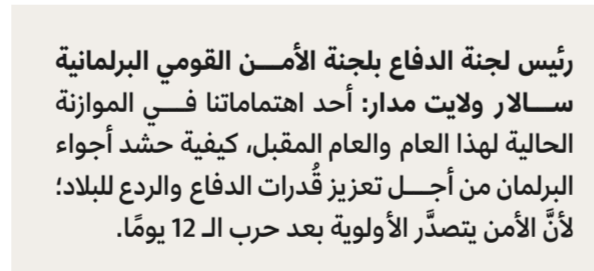 رئيس لجنة الدفاع بلجنة الأمـــن القومي البرلمانية
ســـالار ولايت مدار: أحد اهتماماتنا فـــي الموازنة
الحالية لهذا العام والعام المقبل، كيفية حشد أجواء
البرلمان من أجـــل تعزيز قُدرات الدفاع والردع للبلاد؛
لأنَّ الأمن يتصدَّر الأولوية بعد حرب الـ 12 يومًا.